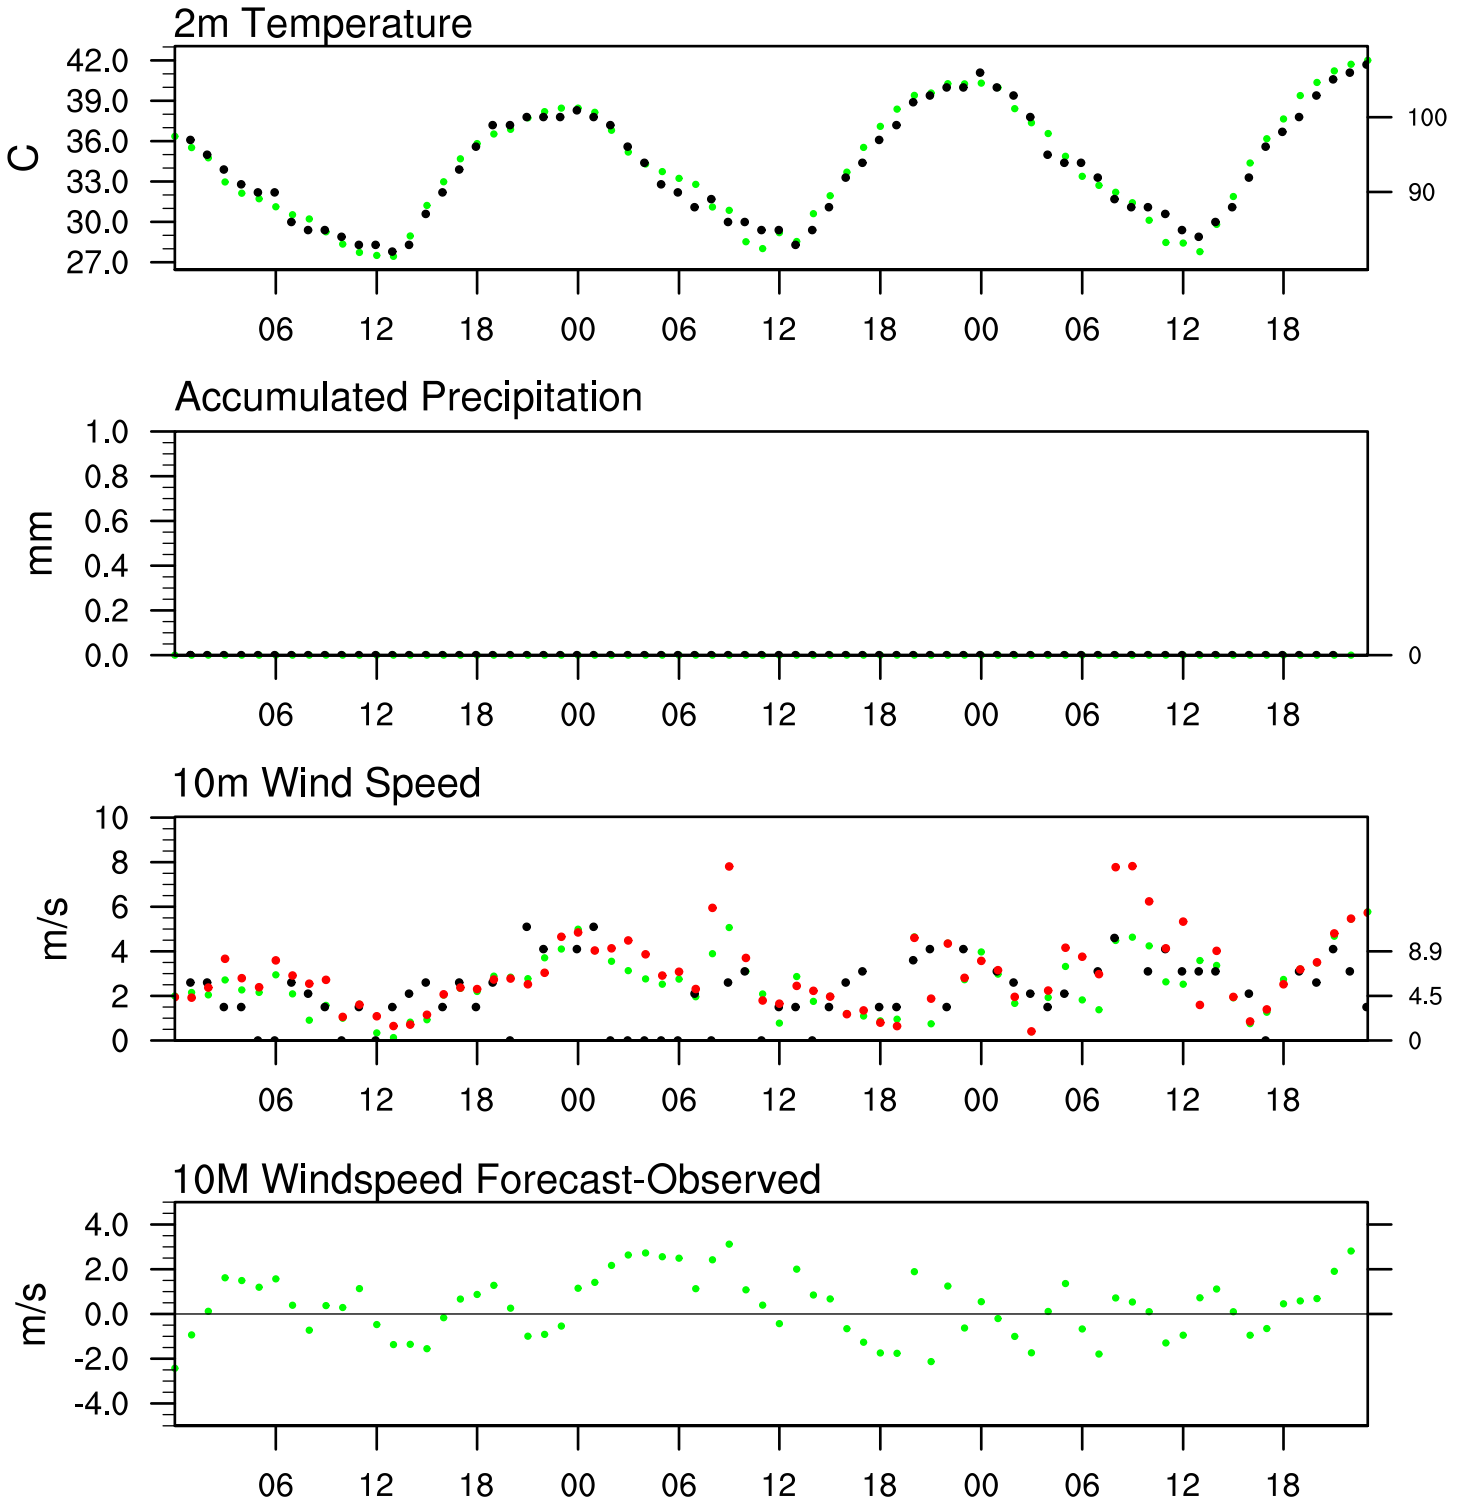 2m Temperature
42.0
39.0
100
36.0
C
33.0
90
30.0
27.0
06 12 18 00 06 12 18 00 06 12 18
Accumulated Precipitation
1.0
0.8
0.6
mm
0.4
0.2
0.0
0
06 12 18 00 06 12 18 00 06 12 18
10m Wind Speed
10
8
6
m/s
4
8.9
2
4.5
0
0
06 12 18 00 06 12 18 00 06 12 18
10M Windspeed Forecast-Observed
4.0
2.0
m/s
0.0
-2.0
-4.0
06 12 18 00 06 12 18 00 06 12 18